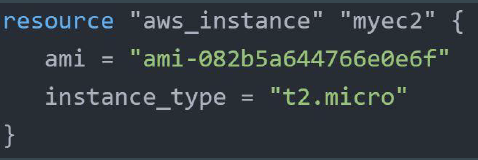 resource "aws_instance" "myec2" {
   ami = "ami-082b5a644766e0e6f"
   instance_type = "t2.micro"
}